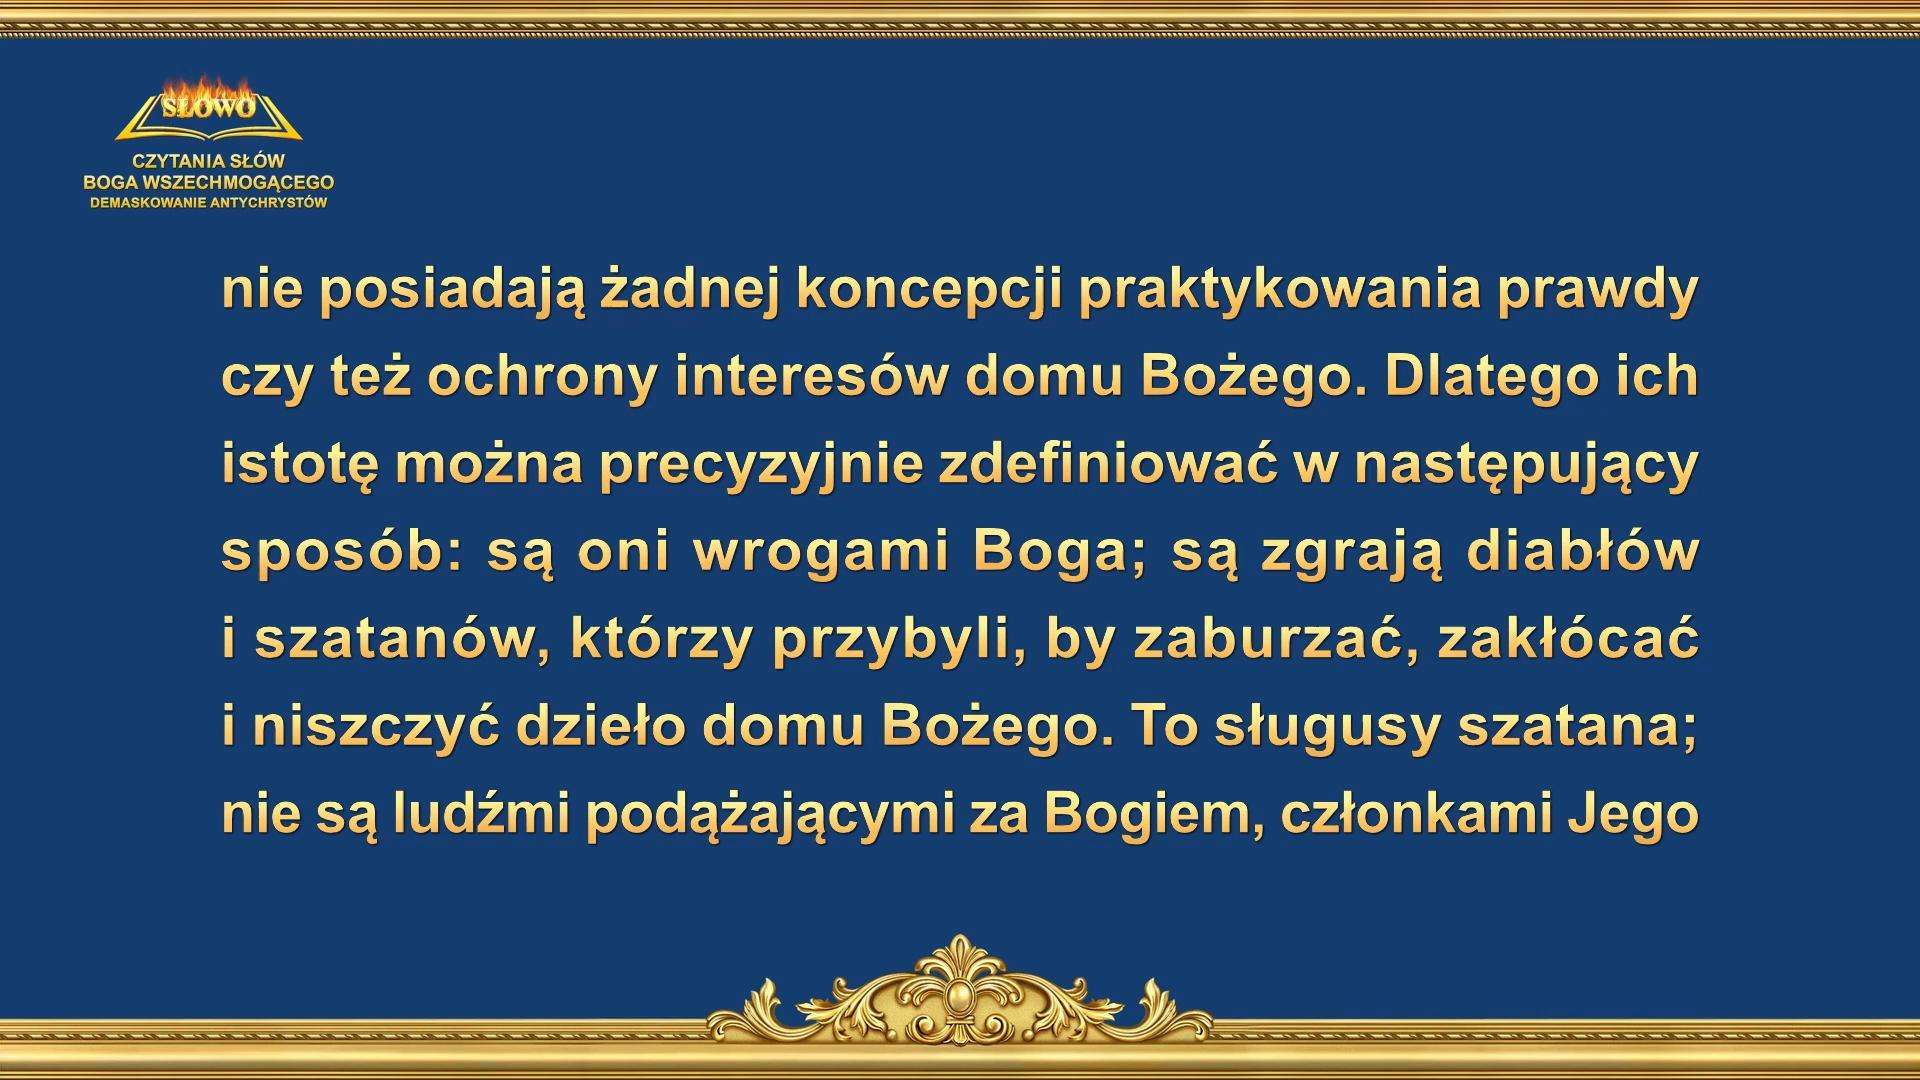 SŁOWO
CZYTANIA SŁÓW
BOGA WSZECHMOGĄCEGO
DEMASKOWANIE ANTYCHRYSTÓW
nie posiadają żadnej koncepcji praktykowania prawdy
czy też ochrony interesów domu Bożego. Dlatego ich
istotę można precyzyjnie zdefiniować w następujący
sposób: są oni wrogami Boga; są zgrają diabłów
i szatanów, którzy przybyli, by zaburzać, zakłócać
i niszczyć dzieło domu Bożego. To sługusy szatana;
nie są ludźmi podążającymi za Bogiem, członkami Jego